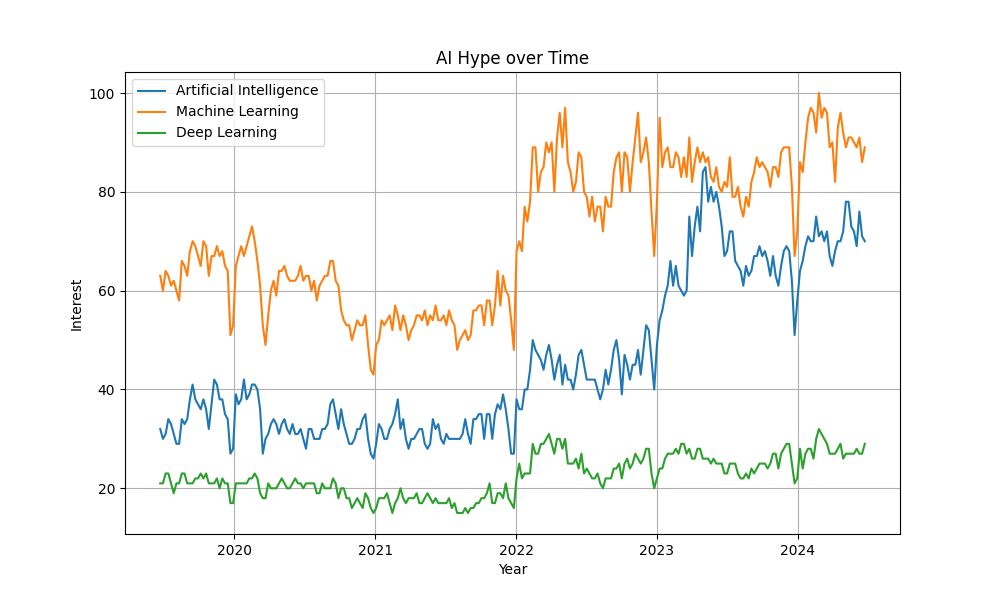 AI Hype over Time
Artificial Intelligence
Machine Learning
Deep Learning
100
80
60
40
20
Interest
2020 2021 2022 2023 2024
Year